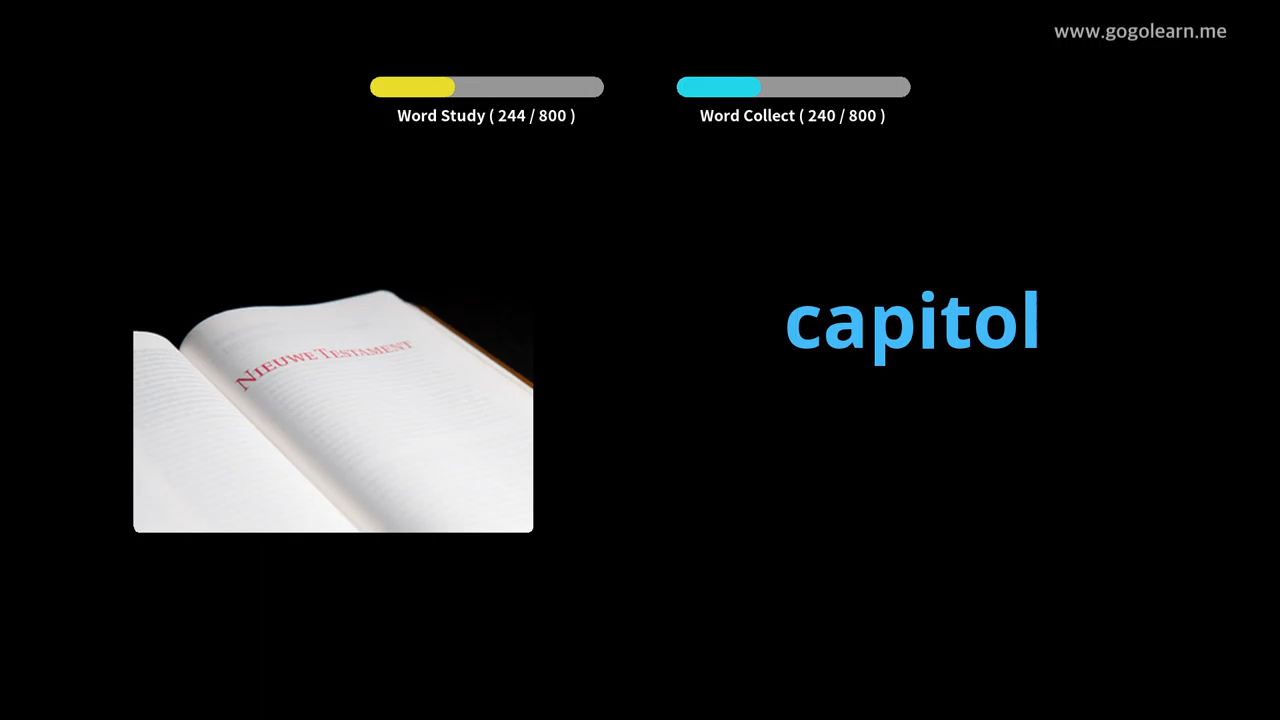 www.gogolearn.me
Word Study ( 244 / 800 )
Word Collect ( 240 / 800 )
NIEUWE TESTAMENT
capitol